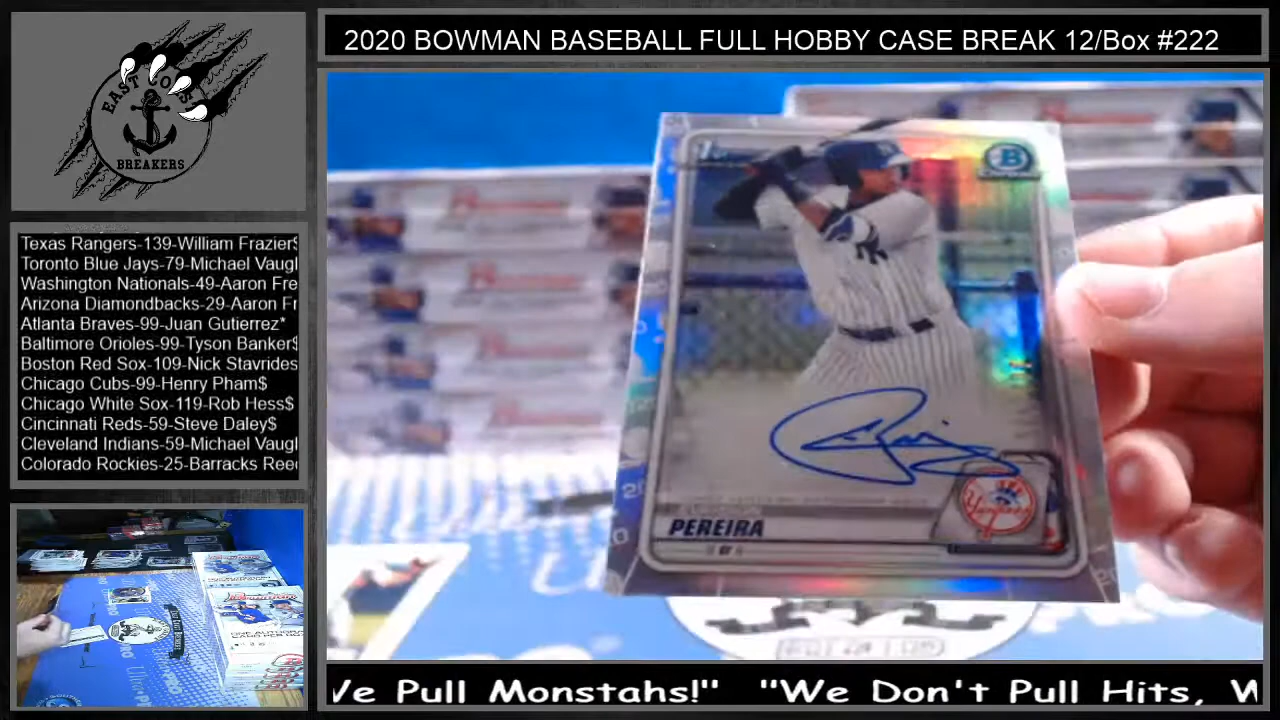 2020 BOWMAN BASEBALL FULL HOBBY CASE BREAK 12/Box #222
EAST COAST
BREAKERS
Texas Rangers-139-William Frazier$
Toronto Blue Jays-79-Michael Vaugl
Washington Nationals-49-Aaron Fre
Arizona Diamondbacks-29-Aaron Fr
Atlanta Braves-99-Juan Gutierrez*
Baltimore Orioles-99-Tyson Banker$
Boston Red Sox-109-Nick Stavrides
Chicago Cubs-99-Henry Pham$
Chicago White Sox-119-Rob Hess$
Cincinnati Reds-59-Steve Daley$
Cleveland Indians-59-Michael Vaugl
Colorado Rockies-25-Barracks Ree
1st
B
NY
PEREIRA
Yankees
Ve Pull Monstahs!" "We Don't Pull Hits, W